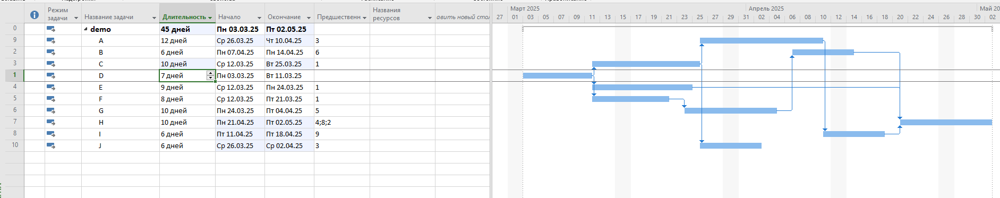 Режим задачи
Название задачи
Длительность
Начало
Окончание
Предшественн
Названия ресурсов
авить новый стол
0 demo 45 дней Пн 03.03.25 Пт 02.05.25
9 A 12 дней Ср 26.03.25 Чт 10.04.25 3
2 B 6 дней Пн 07.04.25 Пн 14.04.25 6
3 C 10 дней Ср 12.03.25 Вт 25.03.25 1
1 D 7 дней Пн 03.03.25 Вт 11.03.25
4 E 9 дней Ср 12.03.25 Пн 24.03.25 1
5 F 8 дней Ср 12.03.25 Пт 21.03.25 1
6 G 10 дней Пн 24.03.25 Пт 04.04.25 5
7 H 10 дней Пн 21.04.25 Пт 02.05.25 4;8;2
8 I 6 дней Пт 11.04.25 Пт 18.04.25 9
10 J 6 дней Ср 26.03.25 Ср 02.04.25 3
Март 2025 Апрель 2025 Май 20
27 01 03 05 07 09 11 13 15 17 19 21 23 25 27 29 31 02 04 06 08 10 12 14 16 18 20 22 24 26 28 30 02